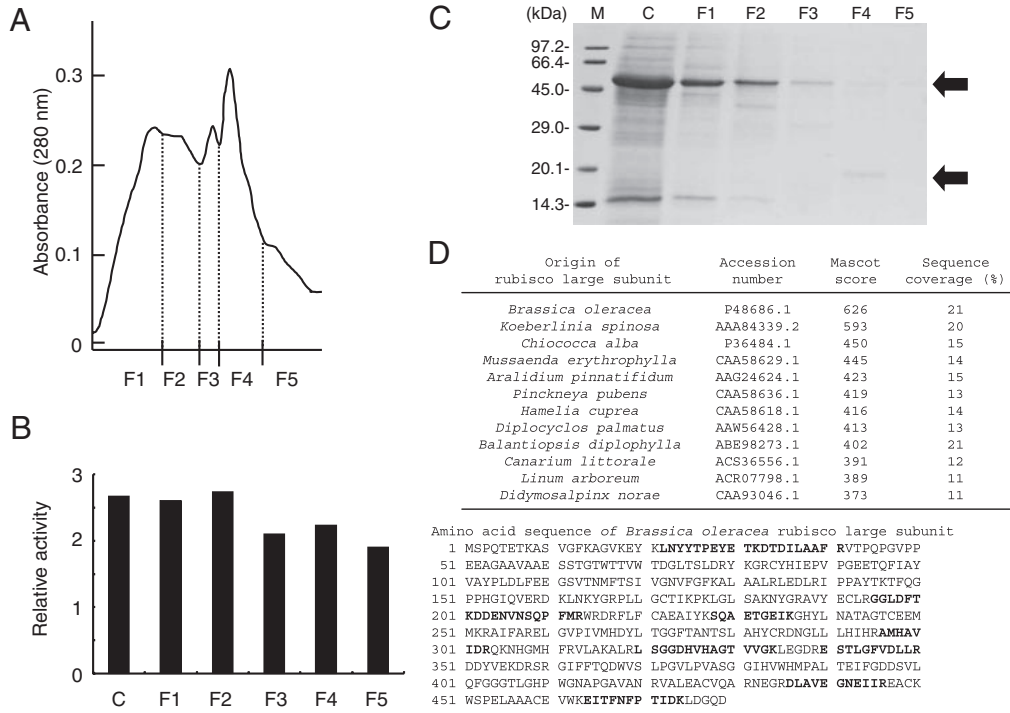 A
Absorbance (280 nm)
0.3
0.2
0.1
0
F1 F2 F3 F4 F5
B
Relative activity
3
2
1
0
C F1 F2 F3 F4 F5
C
(kDa) M C F1 F2 F3 F4 F5
97.2-
66.4-
45.0-
29.0-
20.1-
14.3-
D
Origin of rubisco large subunit Accession number Mascot score Sequence coverage (%)
Brassica oleracea P48686.1 626 21
Koeberlinia spinosa AAA84339.2 593 20
Chiococca alba P36484.1 450 15
Mussaenda erythrophylla CAA58629.1 445 14
Aralidium pinnatifidum AAG24624.1 423 15
Pinckneya pubens CAA58636.1 419 13
Hamelia cuprea CAA58618.1 416 14
Diplocyclos palmatus AAW56428.1 413 13
Balantiopsis diplophylla ABE98273.1 402 21
Canarium littorale ACS36556.1 391 12
Linum arboreum ACR07798.1 389 11
Didymosalpinx norae CAA93046.1 373 11
Amino acid sequence of Brassica oleracea rubisco large subunit
1 MSPQTETKAS VGFKAGVKEY KLNYYTPEYE TKDTDILAAF RVTPQPGVPP
51 EEAGAAVAAE SSTGTWTTVW TDGLTSLDRY KGRCYHIEPV PGEETQFIAY
101 VAYPLDLFEE GSVTNMFTSI VGNVFGFKAL AALRLEDLRI PPAYTKTFQG
151 PPHGIQVERD KLNKYGRPLL GCTIKPKLGL SAKNYGRAVY ECLRGGLDFT
201 KDDENVNSQP FMRWRDRFLF CAEAIYKSQA ETGEIKGHYL NATAGTCEEM
251 MKRAIFAREL GVPIVMHDYL TGGFTANTSL AHYCRDNGLL LHIHRAMHAV
301 IDRQKNHGMH FRVLAKALRL SGGDHVHAGT VVGKLEGDRE STLGFVDLLR
351 DDYVEKDRSR GIFFTQDWVS LPGVLPVASG GIHVWHMPAL TEIFGDDSVL
401 QFGGGTLGHP WGNAPGAVAN RVALEACVQA RNEGRDLAVE GNEIIREACK
451 WSPELAAACE VWKEITFNFP TIDKLDGQD